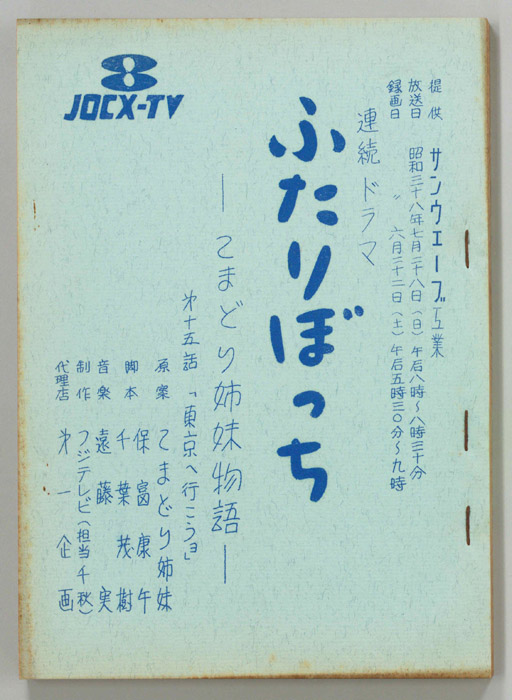 JOCX-TV
提供 サンウェーブ工業
放送日 昭和三十八年七月二十八日(日)午后八時～八時三十分
録画日 〃 六月二十二日(土)午后五時三〇分～九時
連続ドラマ
ふたりぼっち
―こまどり姉妹物語―
才十五話「東京へ行こうョ」
原案 こまどり姉妹
脚本 保富康午
千葉茂樹
音楽 遠藤実
制作 フジテレビ(担当 千秋)
代理店 才一企画